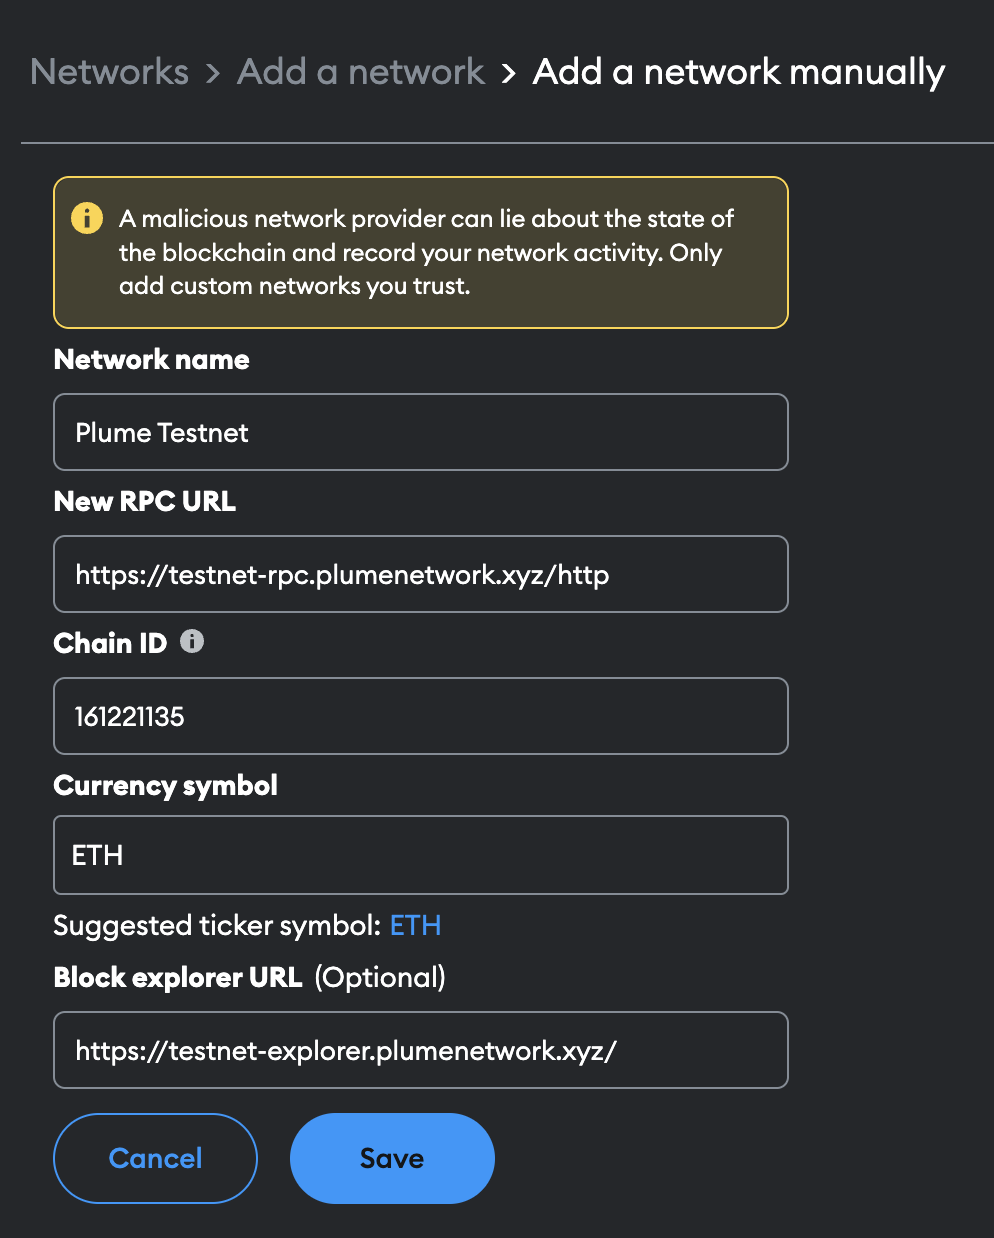 Networks > Add a network > Add a network manually
A malicious network provider can lie about the state of
the blockchain and record your network activity. Only
add custom networks you trust.
Network name
Plume Testnet
New RPC URL
https://testnet-rpc.plumenetwork.xyz/http
Chain ID
161221135
Currency symbol
ETH
Suggested ticker symbol: ETH
Block explorer URL (Optional)
https://testnet-explorer.plumenetwork.xyz/
Cancel Save